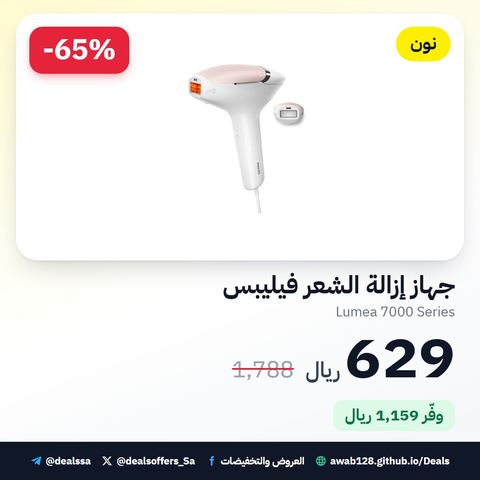 -65%
نون
جهاز إزالة الشعر فيليبس
Lumea 7000 Series
629 ريال 1,788
وفّر 1,159 ريال
@dealssa @dealsoffers_Sa العروض والتخفيضات awab128.github.io/Deals